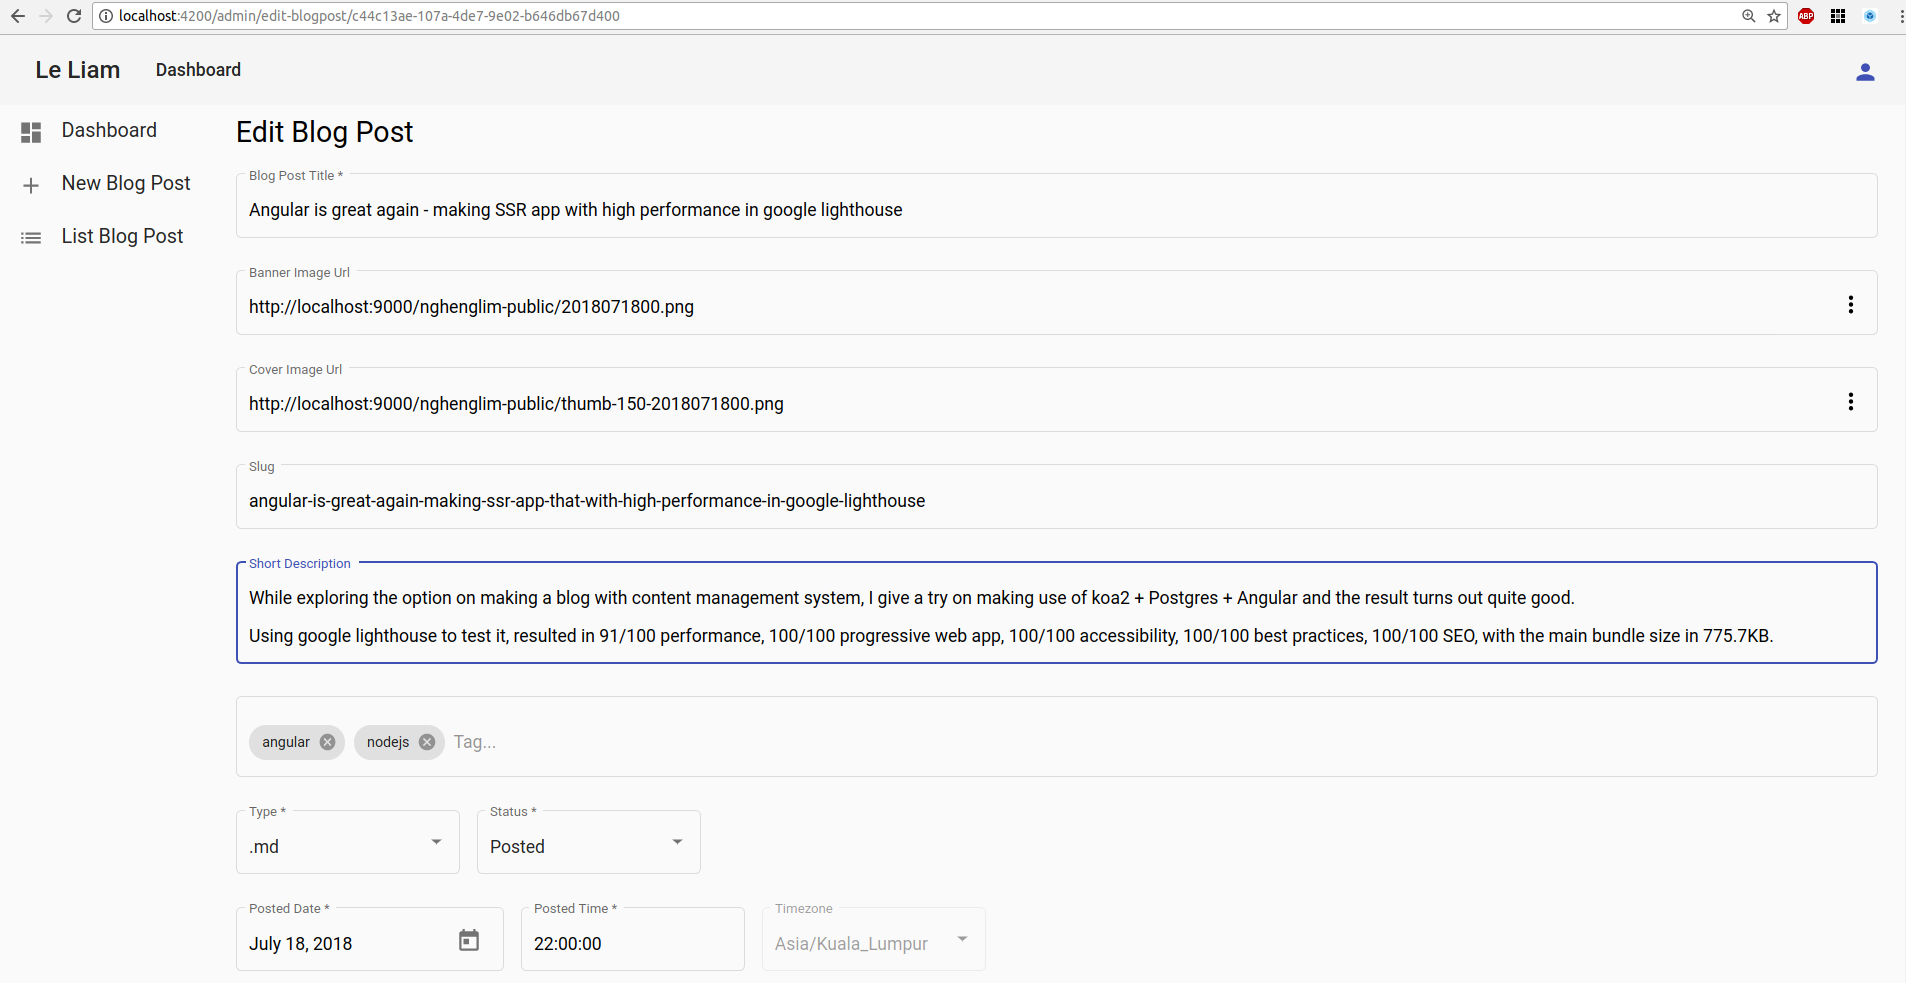 localhost:4200/admin/edit-blogpost/c44c13ae-107a-4de7-9e02-b646db67d400
ABP
Le Liam Dashboard
Dashboard
New Blog Post
List Blog Post
Edit Blog Post
Blog Post Title *
Angular is great again - making SSR app with high performance in google lighthouse
Banner Image Url
http://localhost:9000/nghenglim-public/2018071800.png
Cover Image Url
http://localhost:9000/nghenglim-public/thumb-150-2018071800.png
Slug
angular-is-great-again-making-ssr-app-that-with-high-performance-in-google-lighthouse
Short Description
While exploring the option on making a blog with content management system, I give a try on making use of koa2 + Postgres + Angular and the result turns out quite good.
Using google lighthouse to test it, resulted in 91/100 performance, 100/100 progressive web app, 100/100 accessibility, 100/100 best practices, 100/100 SEO, with the main bundle size in 775.7KB.
angular nodejs Tag...
Type * Status *
.md Posted
Posted Date * Posted Time * Timezone
July 18, 2018 22:00:00 Asia/Kuala_Lumpur